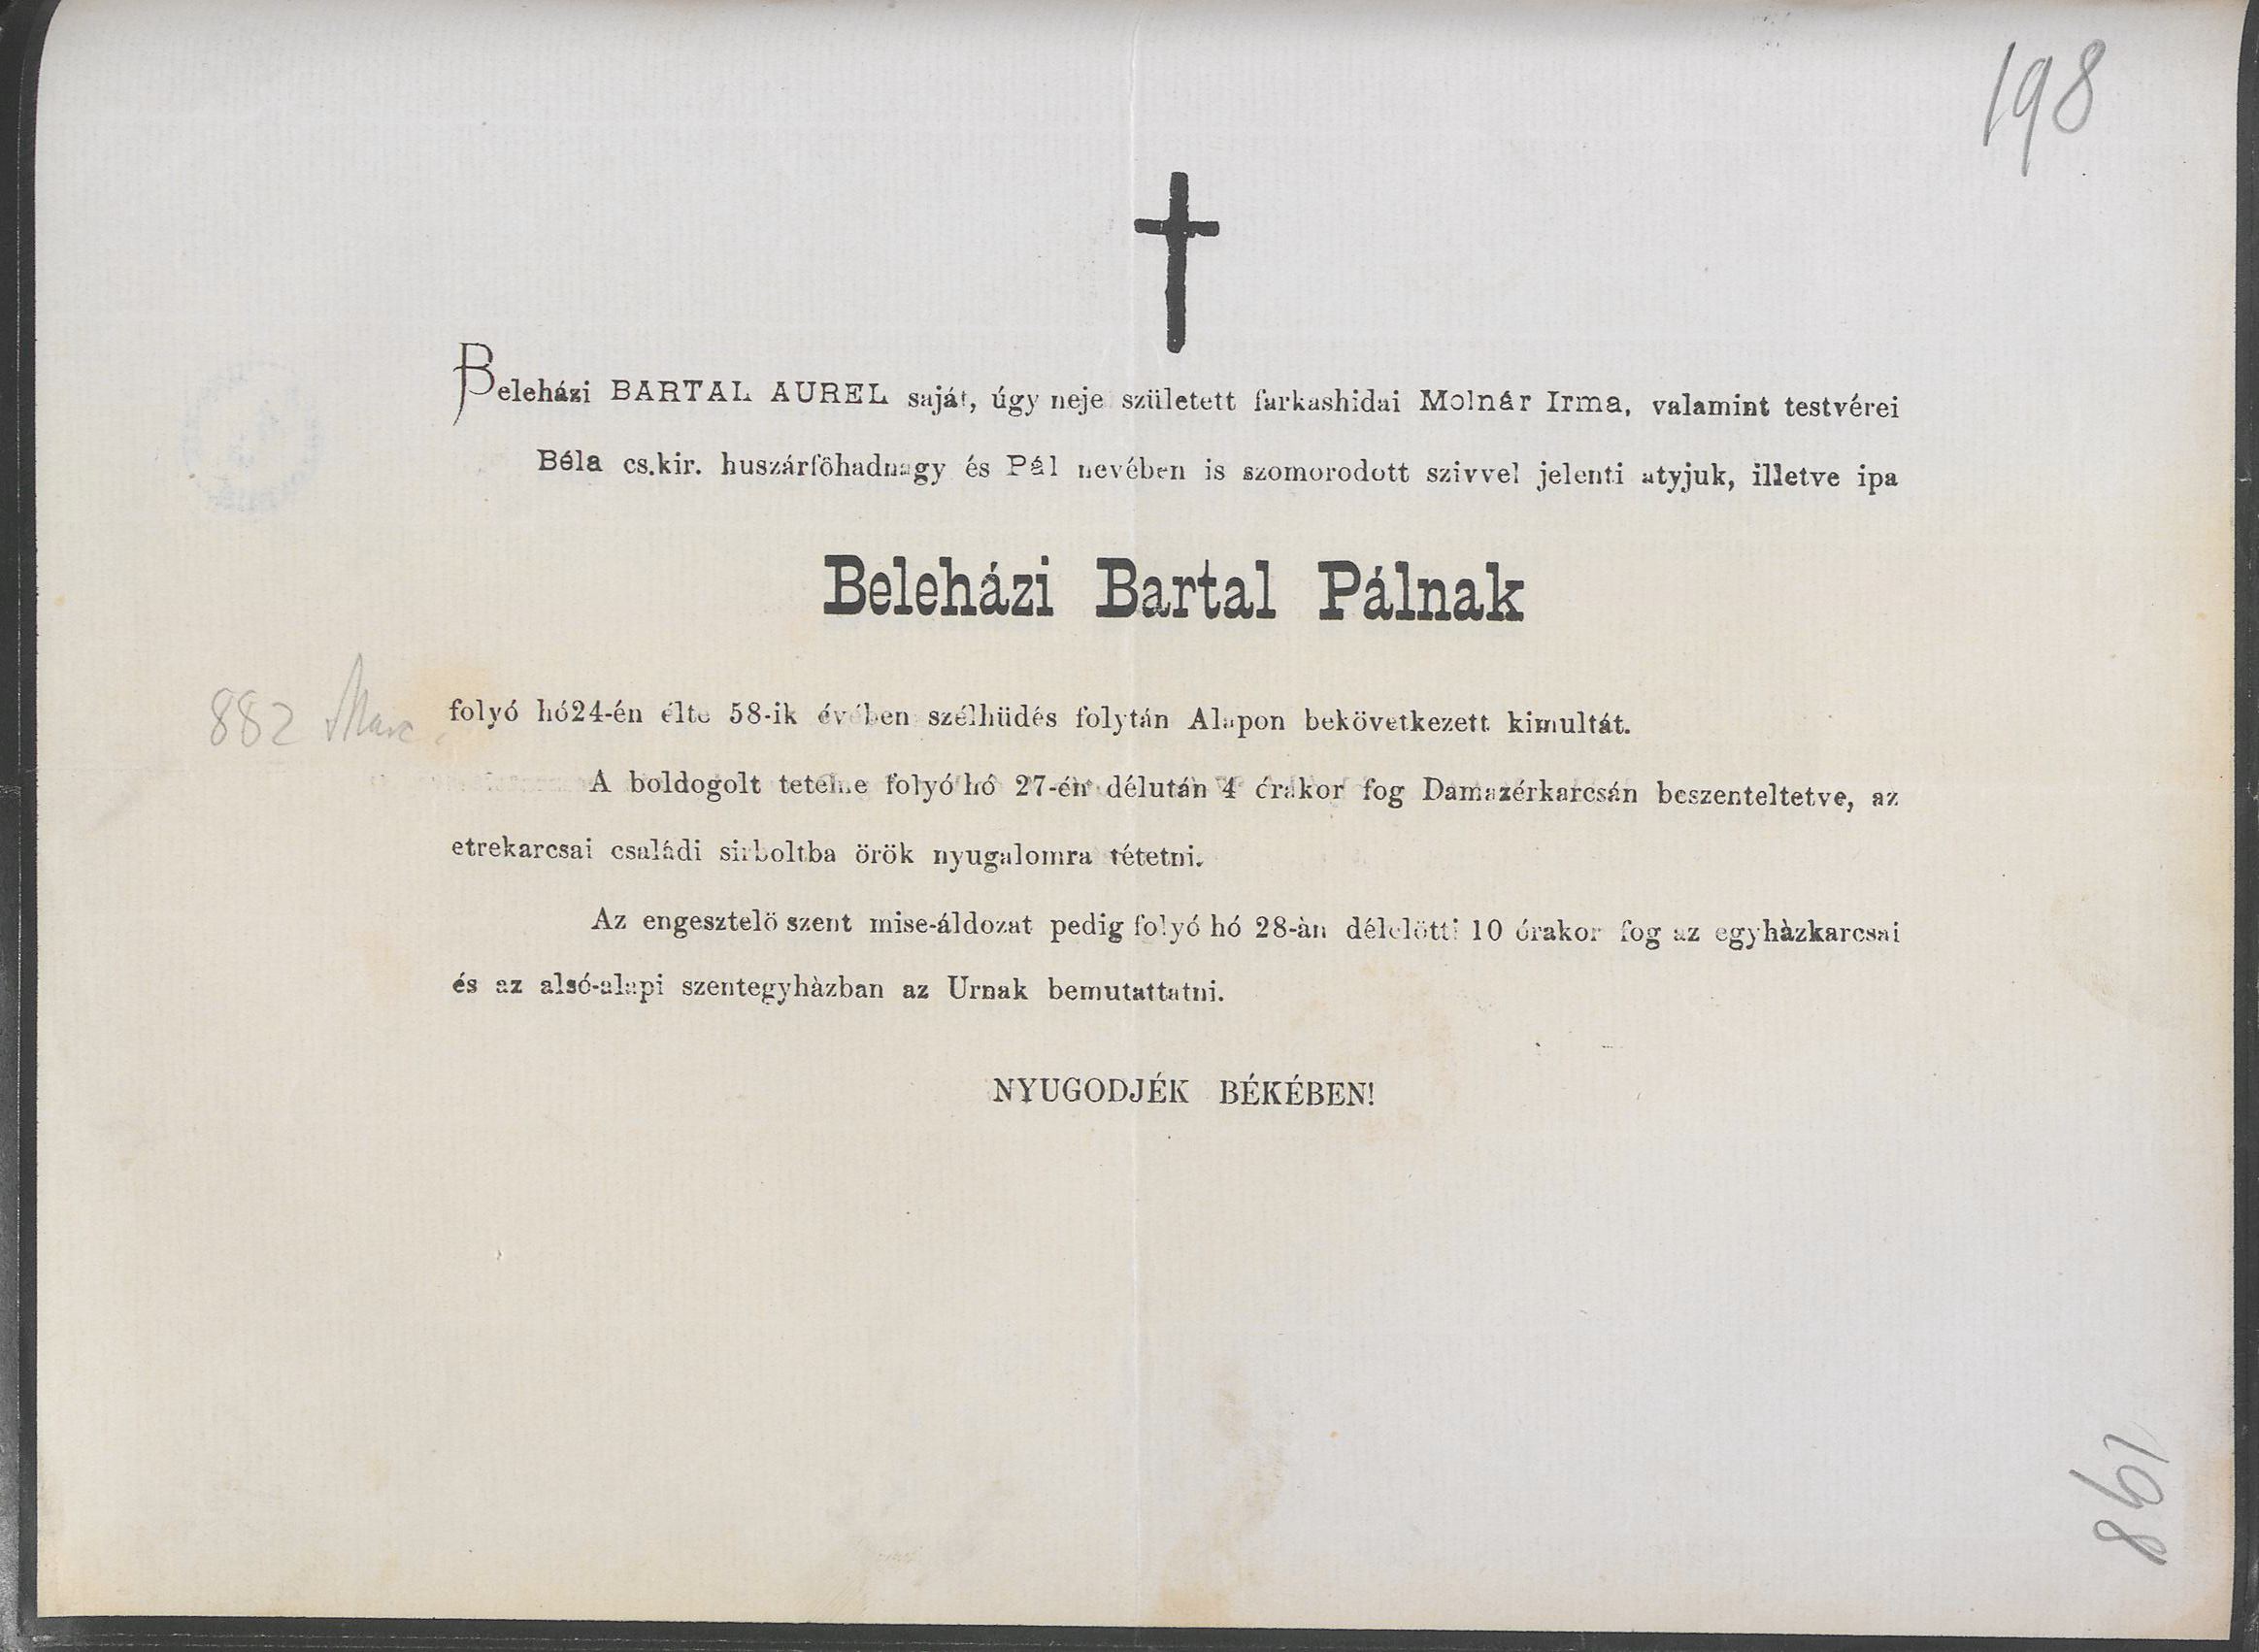 198
Beleházi BARTAL AUREL saját, úgy neje született farkashidai Molnár Irma, valamint testvérei
Béla cs.kir. huszárfőhadnagy és Pál nevében is szomorodott szivvel jelenti atyjuk, illetve ipa
Beleházi Bartal Pálnak
882 Marc
folyó hó24-én élte 58-ik évében szélhüdés folytán Alapon bekövetkezett kimultát.
A boldogolt teteme folyó hó 27-én délután 4 órakor fog Damazérkarcsán beszenteltetve, az
etrekarcsai családi sirboltba örök nyugalomra tétetni.
Az engesztelö szent mise-áldozat pedig folyó hó 28-àn délelötti 10 órakor fog az egyhàzkarcsai
és az alsó-alapi szentegyhàzban az Urnak bemutattatni.
NYUGODJÉK BÉKÉBEN!
198